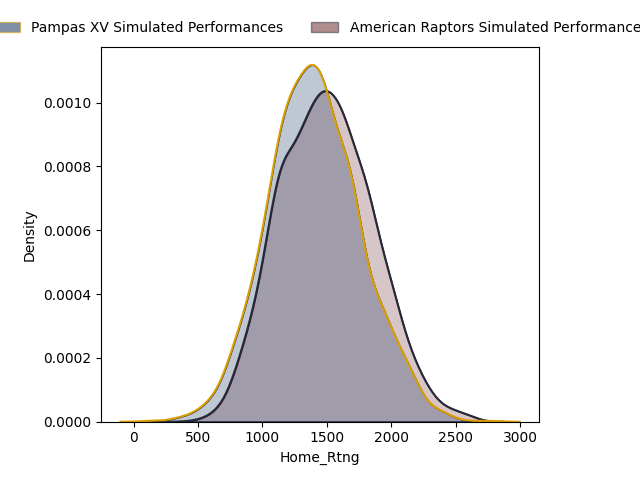 Pampas XV Simulated Performances American Raptors Simulated Performance
0.0010
0.0008
0.0006
0.0004
0.0002
0.0000
Density
0 500 1000 1500 2000 2500 3000
Home_Rtng